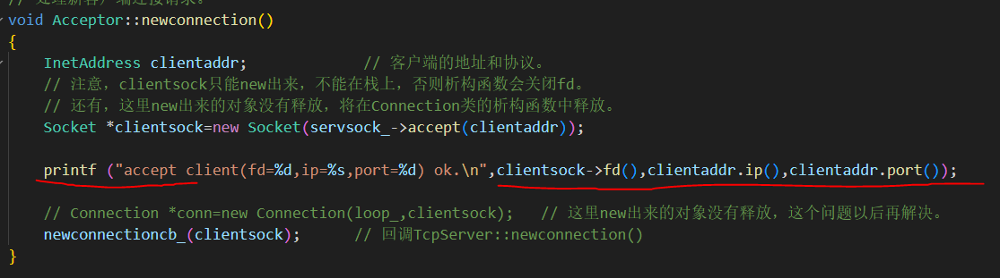 // 处理新客户端连接请求。
void Acceptor::newconnection()
{
InetAddress clientaddr; // 客户端的地址和协议。
// 注意，clientsock只能new出来，不能在栈上，否则析构函数会关闭fd。
// 还有，这里new出来的对象没有释放，将在Connection类的析构函数中释放。
Socket *clientsock=new Socket(servsock_->accept(clientaddr));
printf ("accept client(fd=%d,ip=%s,port=%d) ok.\n",clientsock->fd(),clientaddr.ip(),clientaddr.port());
// Connection *conn=new Connection(loop_,clientsock); // 这里new出来的对象没有释放，这个问题以后再解决。
newconnectioncb_(clientsock); // 回调TcpServer::newconnection()
}